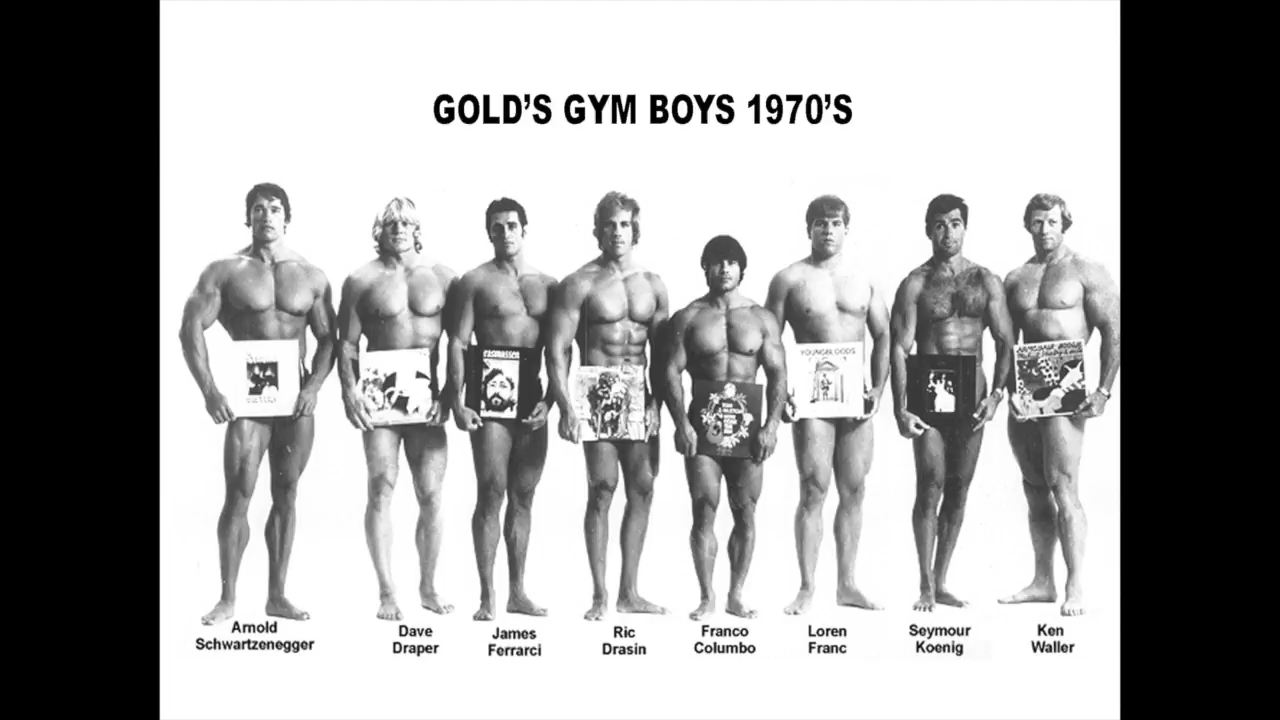 GOLD'S GYM BOYS 1970'S
RASMUSSEN
YOUNGER GODS
Arnold
Schwartzenegger
Dave
Draper
James
Ferrarci
Ric
Drasin
Franco
Columbo
Loren
Franc
Seymour
Koenig
Ken
Waller